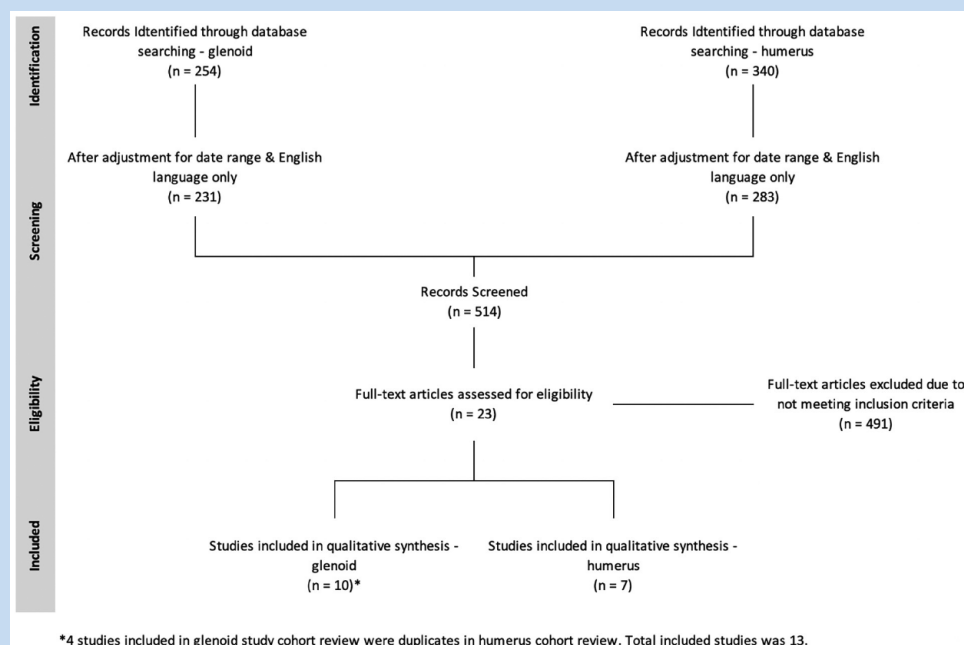 Identification
Records Idtentified through database
searching - glenoid
(n = 254)
Records Idtentified through database
searching - humerus
(n = 340)
Screening
After adjustment for date range & English
language only
(n = 231)
After adjustment for date range & English
language only
(n = 283)
Records Screened
(n = 514)
Eligibility
Full-text articles assessed for eligibility
(n = 23)
Full-text articles excluded due to
not meeting inclusion criteria
(n = 491)
Included
Studies included in qualitative synthesis -
glenoid
(n = 10)*
Studies included in qualitative synthesis -
humerus
(n = 7)
*4 studies included in glenoid study cohort review were duplicates in humerus cohort review. Total included studies was 13.